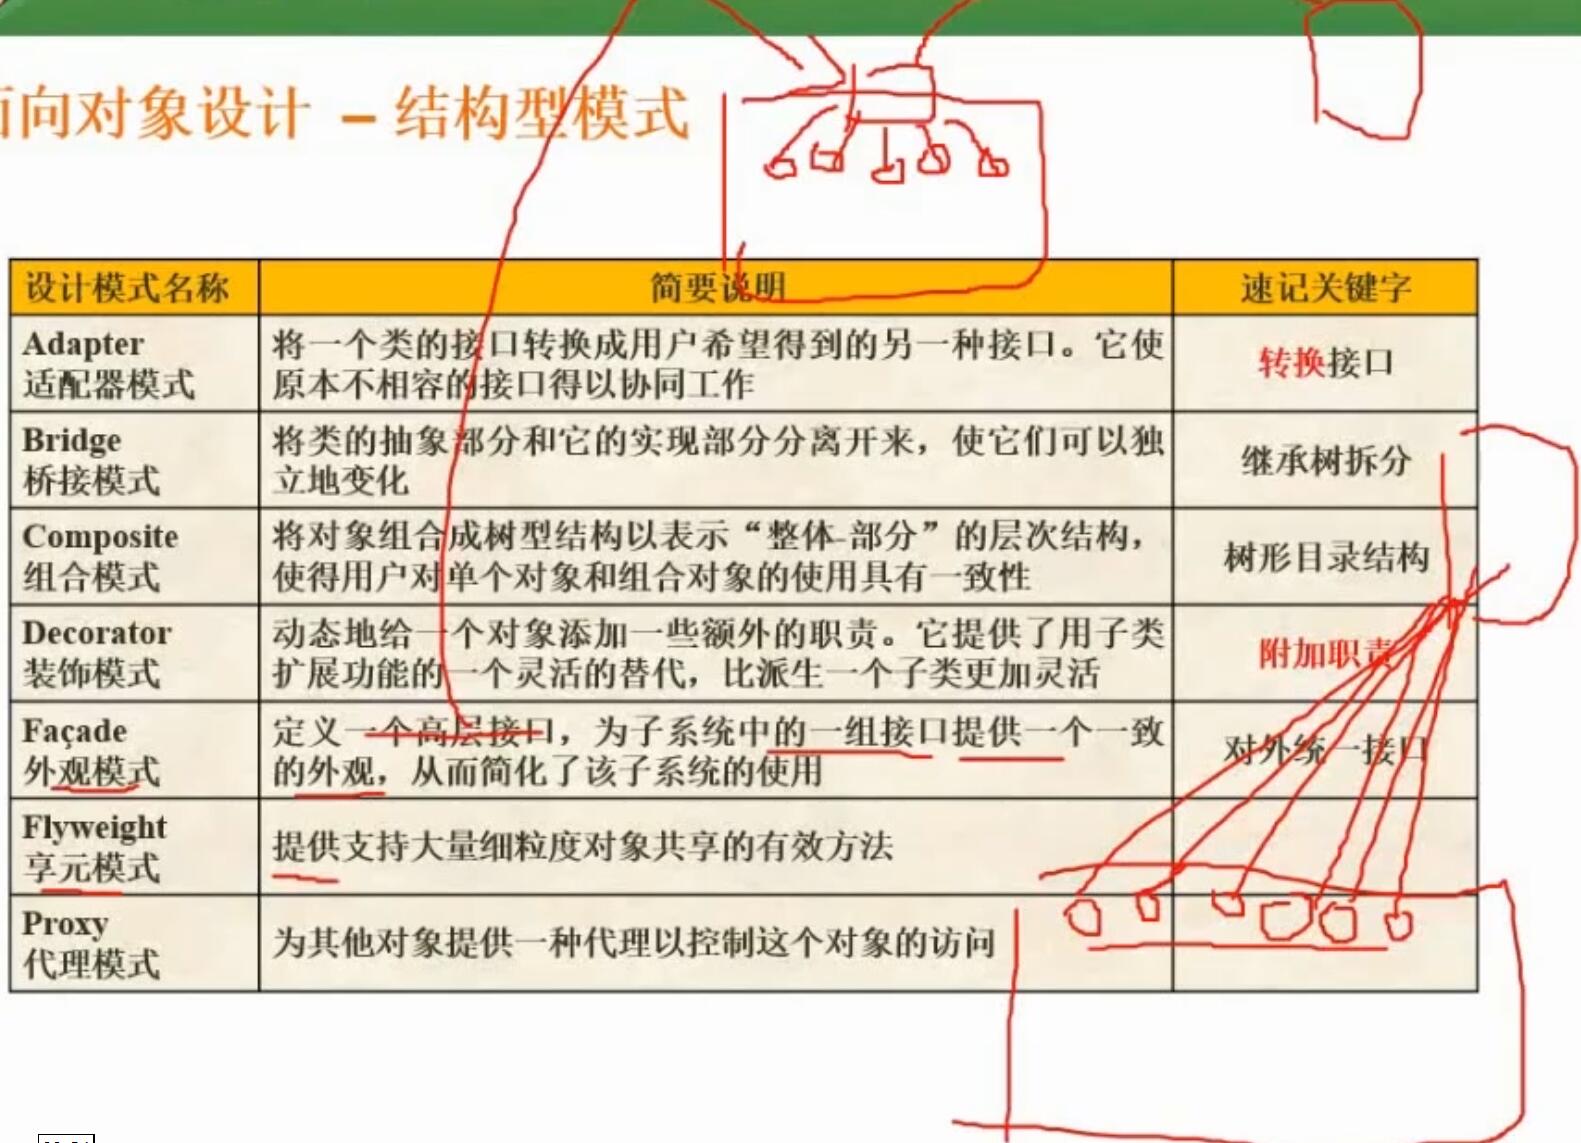 面向对象设计 – 结构型模式
设计模式名称 简要说明 速记关键字
Adapter
适配器模式
将一个类的接口转换成用户希望得到的另一种接口。它使
原本不相容的接口得以协同工作
转换接口
Bridge
桥接模式
将类的抽象部分和它的实现部分分离开来，使它们可以独
立地变化
继承树拆分
Composite
组合模式
将对象组合成树型结构以表示“整体-部分”的层次结构，
使得用户对单个对象和组合对象的使用具有一致性
树形目录结构
Decorator
装饰模式
动态地给一个对象添加一些额外的职责。它提供了用子类
扩展功能的一个灵活的替代，比派生一个子类更加灵活
附加职责
Façade
外观模式
定义一个高层接口，为子系统中的一组接口提供一个一致
的外观，从而简化了该子系统的使用
对外统一接口
Flyweight
享元模式
提供支持大量细粒度对象共享的有效方法
Proxy
代理模式
为其他对象提供一种代理以控制这个对象的访问